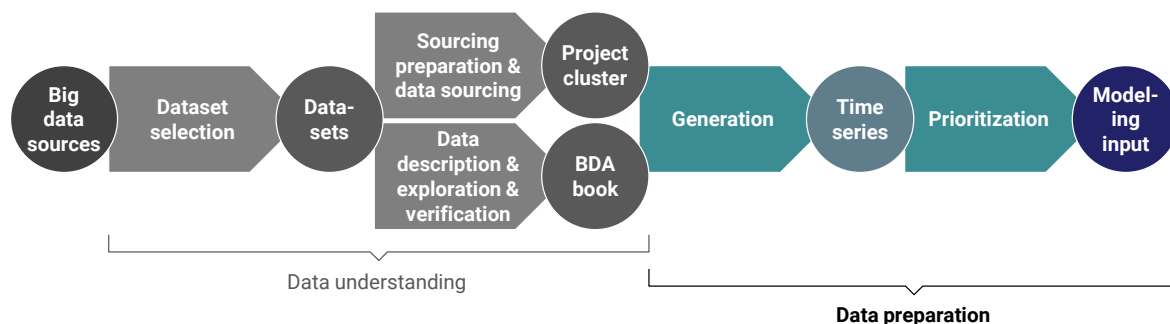 Big
data
sources
Dataset
selection
Data-
sets
Sourcing
preparation &
data sourcing
Project
cluster
Data
description &
exploration &
verification
BDA
book
Generation
Time
series
Prioritization
Model-
ing
input
Data understanding
Data preparation